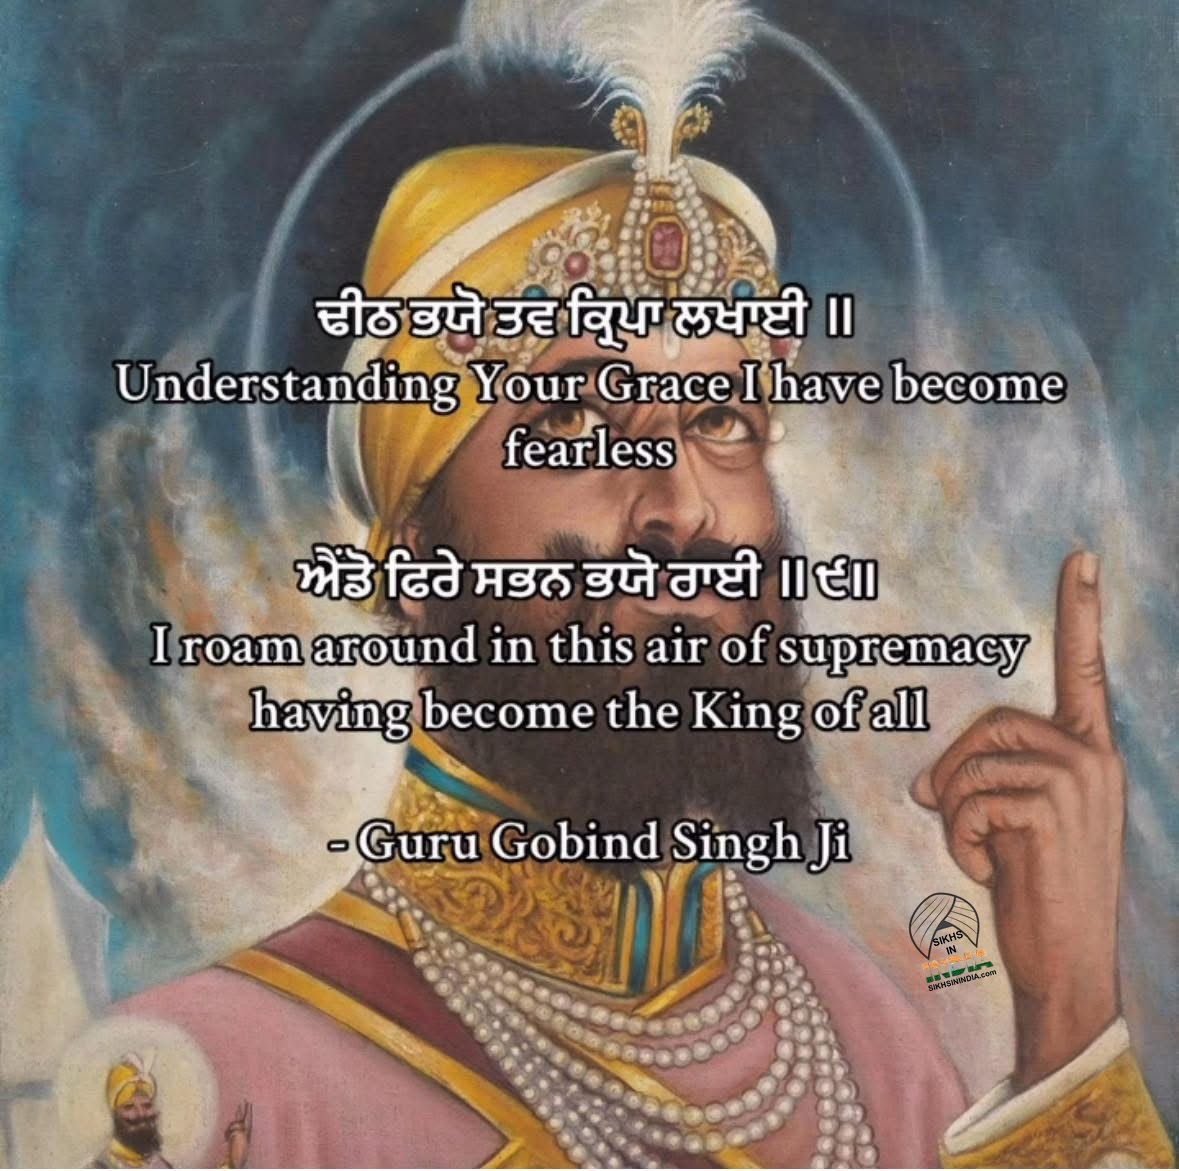 ਢੀਠ ਭਯੋ ਤਵ ਕ੍ਰਿਪਾ ਲਖਾਈ ॥
Understanding Your Grace I have become
fearless
ਐਂਡੋ ਫਿਰੇ ਸਭਨ ਭਯੋ ਰਾਈ ॥੯॥
I roam around in this air of supremacy
having become the King of all
- Guru Gobind Singh Ji
SIKHS
IN
INDIA
SIKHSININDIA.com